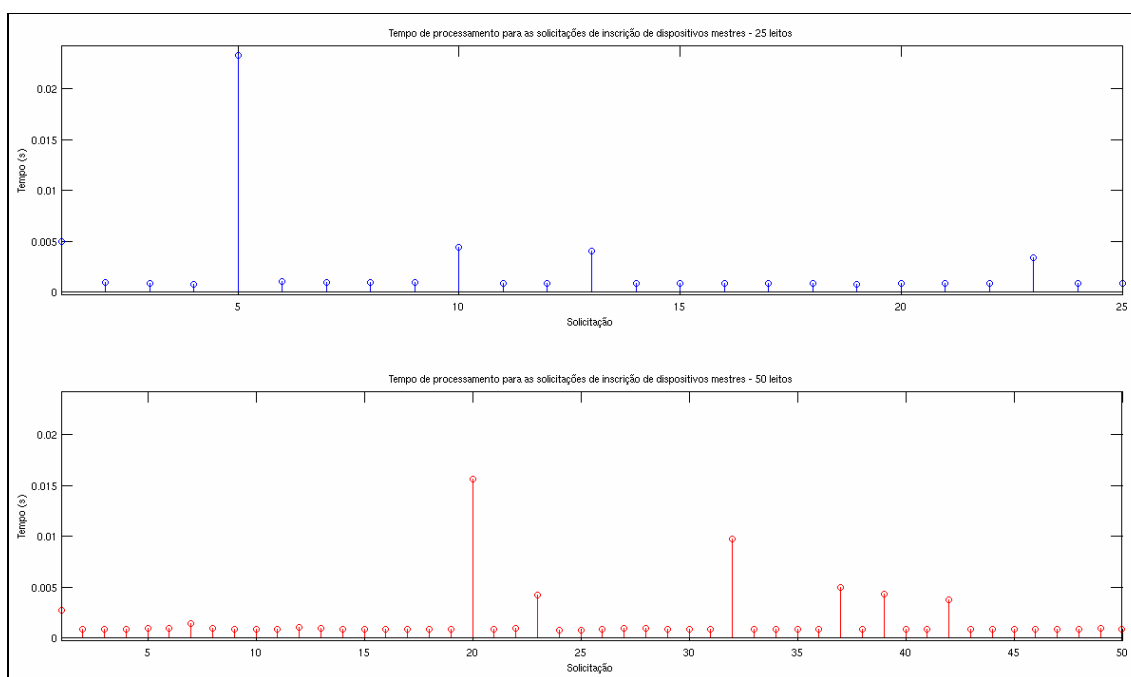 Tempo de processamento para as solicitações de inscrição de dispositivos mestres - 25 leitos
0.02
0.015
0.01
0.005
0
Tempo (s)
5 10 15 20 25
Solicitação
Tempo de processamento para as solicitações de inscrição de dispositivos mestres - 50 leitos
0.02
0.015
0.01
0.005
0
Tempo (s)
5 10 15 20 25 30 35 40 45 50
Solicitação